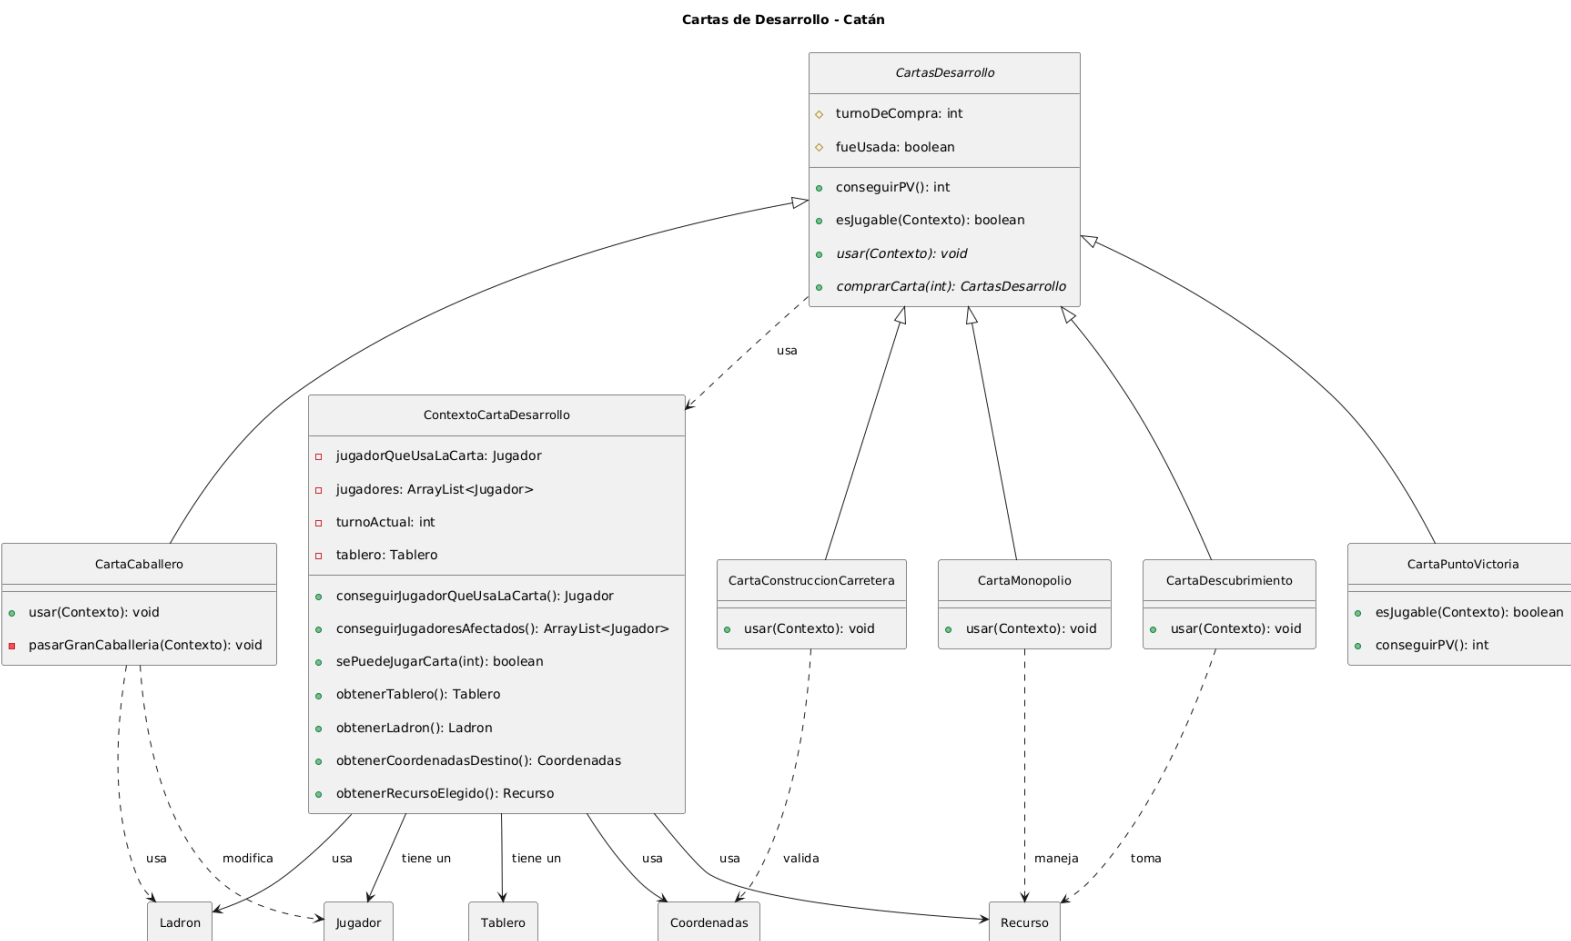 Cartas de Desarrollo - Catán
CartasDesarrollo
turnoDeCompra: int
fueUsada: boolean
conseguirPV(): int
esJugable(Contexto): boolean
usar(Contexto): void
comprarCarta(int): CartasDesarrollo
usa
ContextoCartaDesarrollo
jugadorQueUsaLaCarta: Jugador
jugadores: ArrayList<Jugador>
turnoActual: int
tablero: Tablero
conseguirJugadorQueUsaLaCarta(): Jugador
conseguirJugadoresAfectados(): ArrayList<Jugador>
sePuedeJugarCarta(int): boolean
obtenerTablero(): Tablero
obtenerLadron(): Ladron
obtenerCoordenadasDestino(): Coordenadas
obtenerRecursoElegido(): Recurso
CartaCaballero
usar(Contexto): void
pasarGranCaballeria(Contexto): void
CartaConstruccionCarretera
usar(Contexto): void
CartaMonopolio
usar(Contexto): void
CartaDescubrimiento
usar(Contexto): void
CartaPuntoVictoria
esJugable(Contexto): boolean
conseguirPV(): int
usa
modifica
usa
tiene un
tiene un
usa
usa
valida
maneja
toma
Ladron
Jugador
Tablero
Coordenadas
Recurso